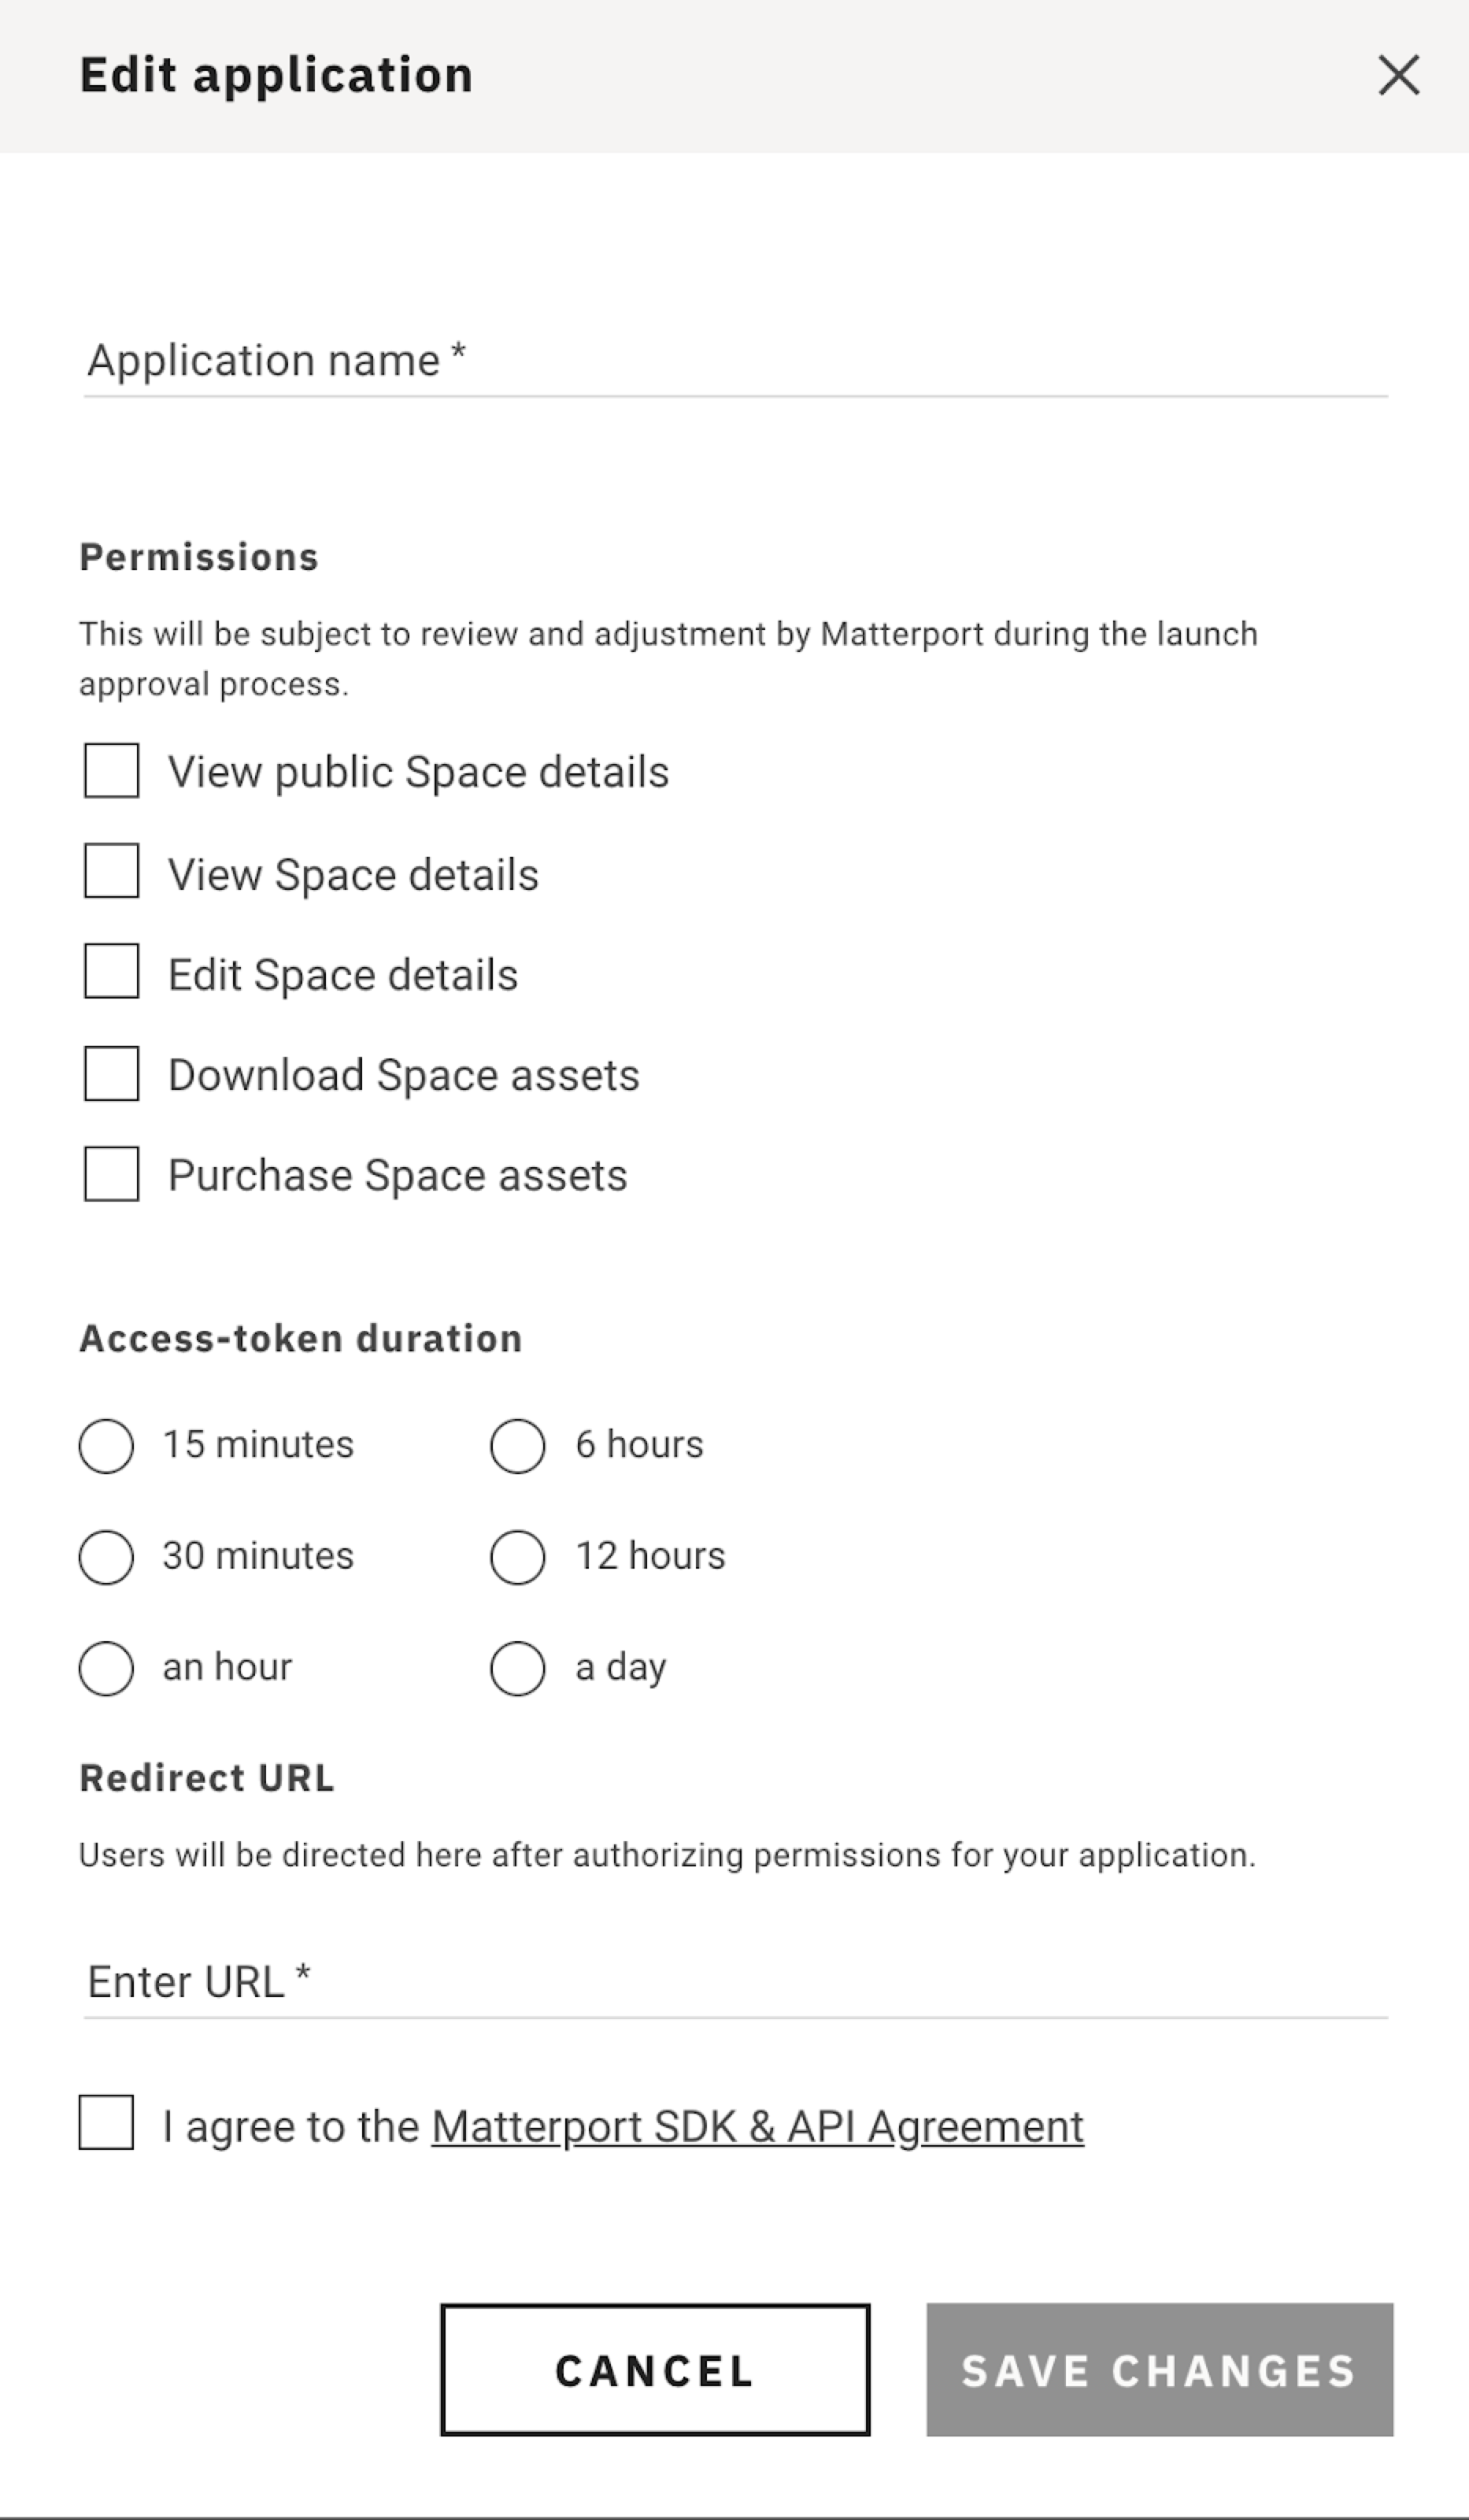 Edit application
Application name *
Permissions
This will be subject to review and adjustment by Matterport during the launch
approval process.
View public Space details
View Space details
Edit Space details
Download Space assets
Purchase Space assets
Access-token duration
15 minutes
6 hours
30 minutes
12 hours
an hour
a day
Redirect URL
Users will be directed here after authorizing permissions for your application.
Enter URL *
I agree to the Matterport SDK & API Agreement
CANCEL
SAVE CHANGES